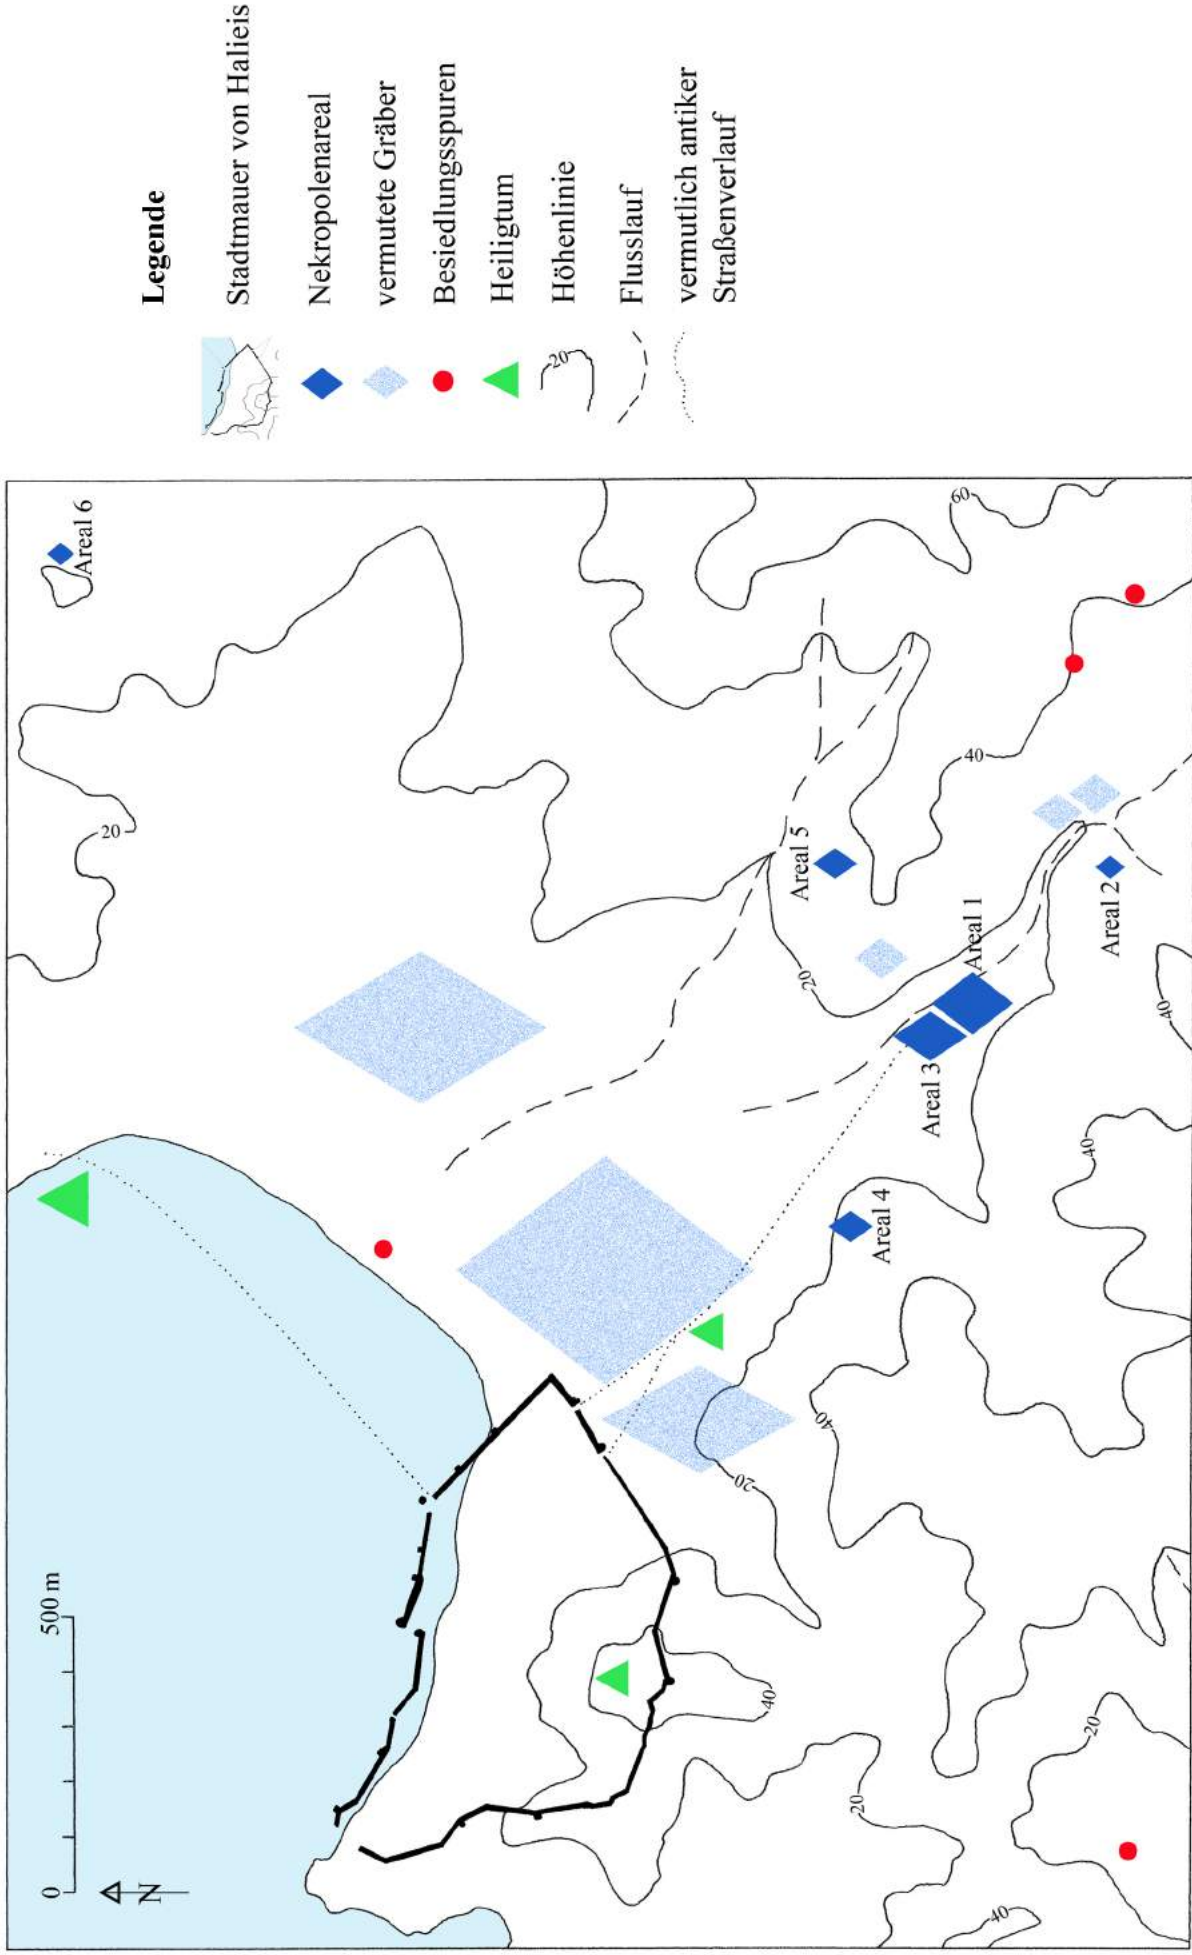 Legende
Stadtmauer von Halieis
Nekropolenareal
vermutete Gräber
Besiedlungsspuren
Heiligtum
20
Höhenlinie
Flusslauf
vermutlich antiker
Straßenverlauf
0
500 m
N
Areal 6
20
60
40
Areal 5
20
Areal 1
Areal 2
Areal 3
40
40
Areal 4
40
20
40
20
20
40